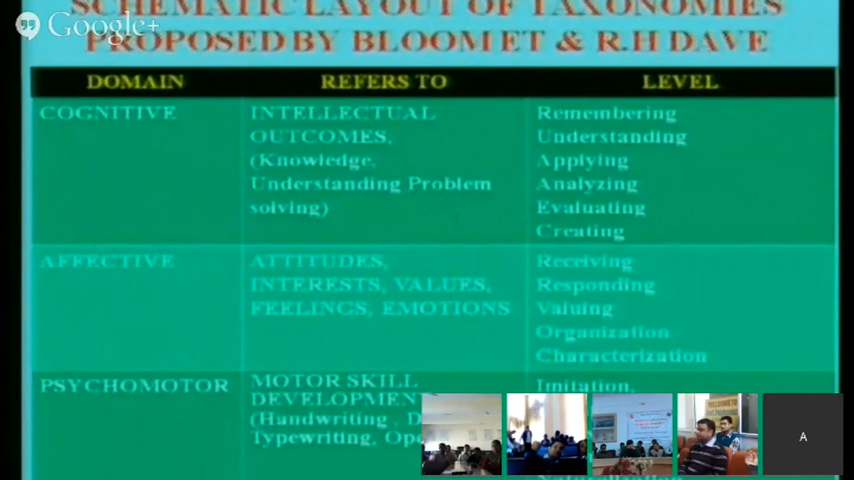 Google+
SCHEMATIC LAYOUT OF TAXONOMIES
PROPOSED BY BLOOM ET & R.H DAVE
DOMAIN REFERS TO LEVEL
COGNITIVE INTELLECTUAL Remembering
OUTCOMES, Understanding
(Knowledge, Applying
Understanding Problem Analyzing
solving) Evaluating
Creating
AFFECTIVE ATTITUDES, Receiving
INTERESTS, VALUES, Responding
FEELINGS, EMOTIONS Valuing
Organization
Characterization
PSYCHOMOTOR MOTOR SKILL Imitation,
DEVELOPMENT
(Handwriting , D
Typewriting, Ope
A